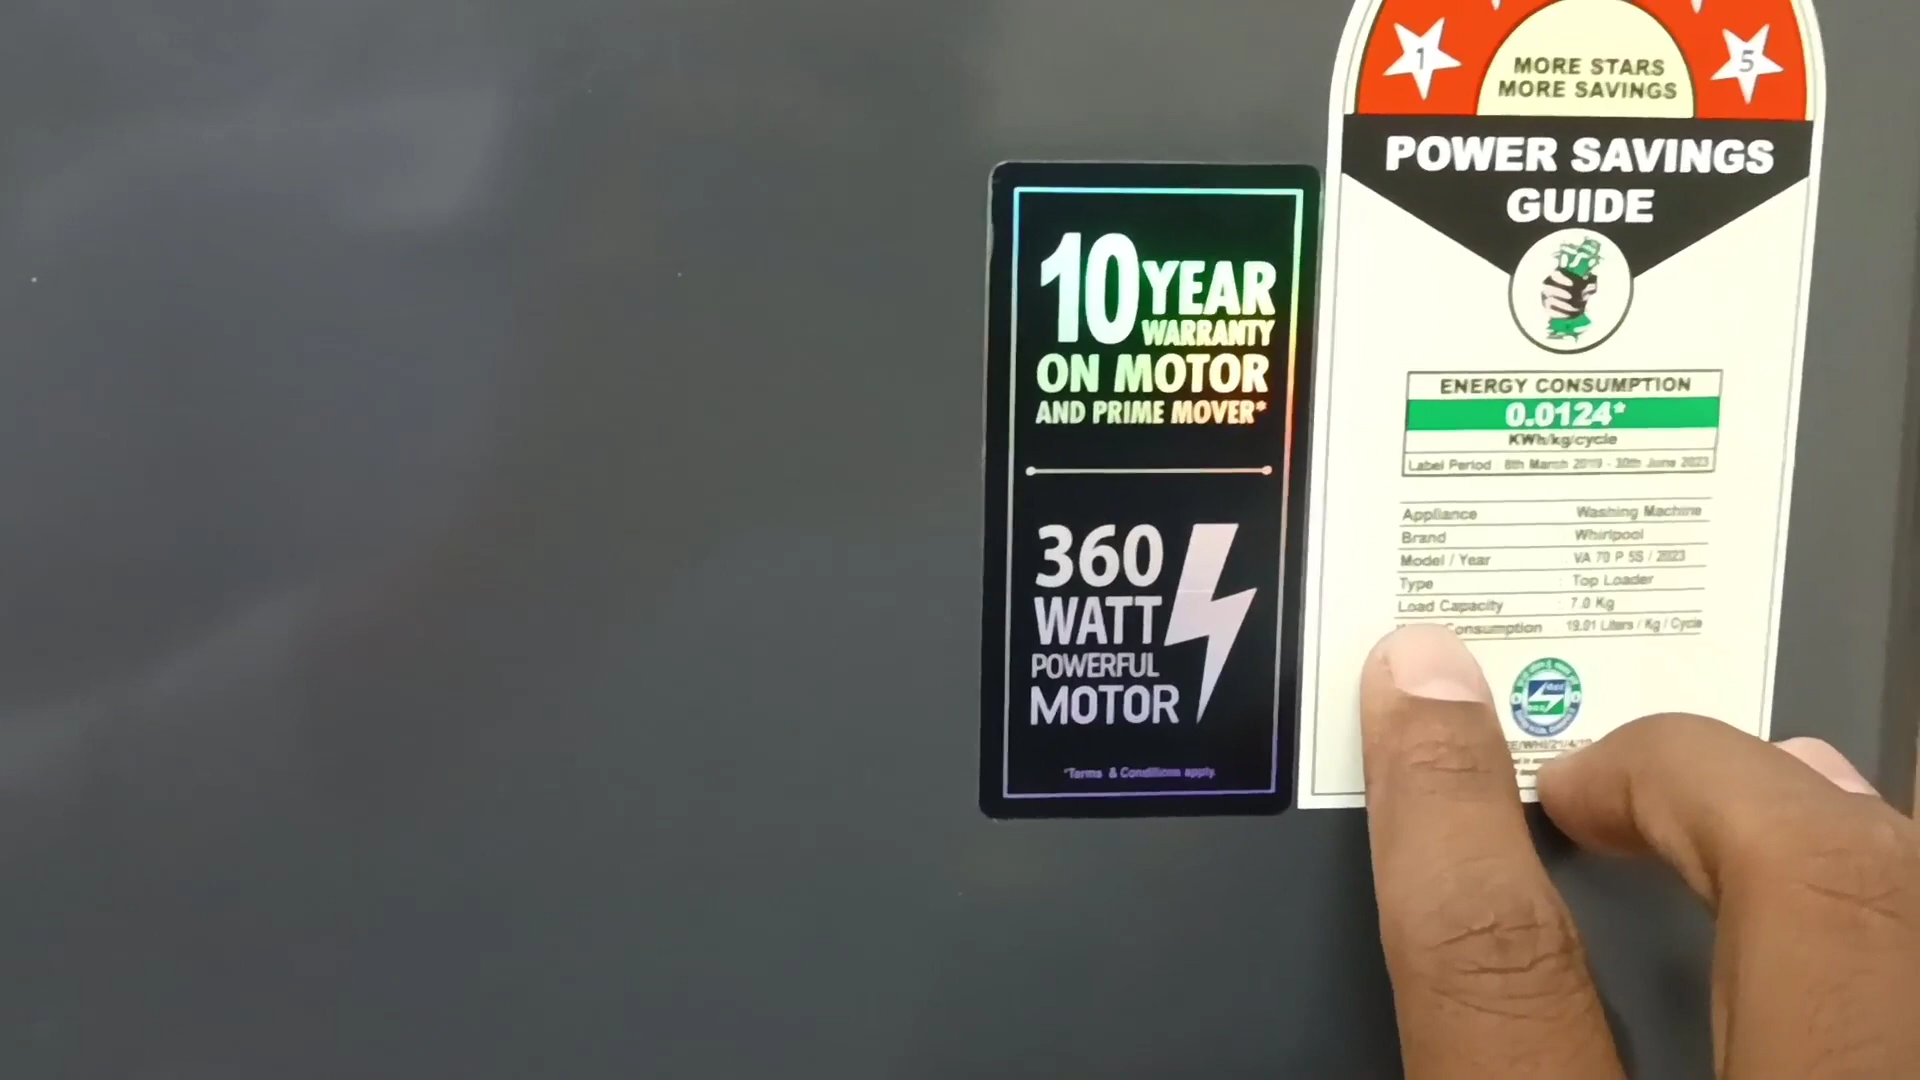 10 YEAR
WARRANTY
ON MOTOR
AND PRIME MOVER*
360
WATT
POWERFUL
MOTOR
*Terms & Conditions apply.
1 5
MORE STARS
MORE SAVINGS
POWER SAVINGS
GUIDE
ENERGY CONSUMPTION
0.0124*
KWh/kg/cycle
Label Period 8th March 2019 - 30th June 2023
Appliance : Washing Machine
Brand : Whirlpool
Model / Year : VA 70 P 5S / 2023
Type : Top Loader
Load Capacity : 7.0 Kg
Consumption 19.01 Liters / Kg / Cycle